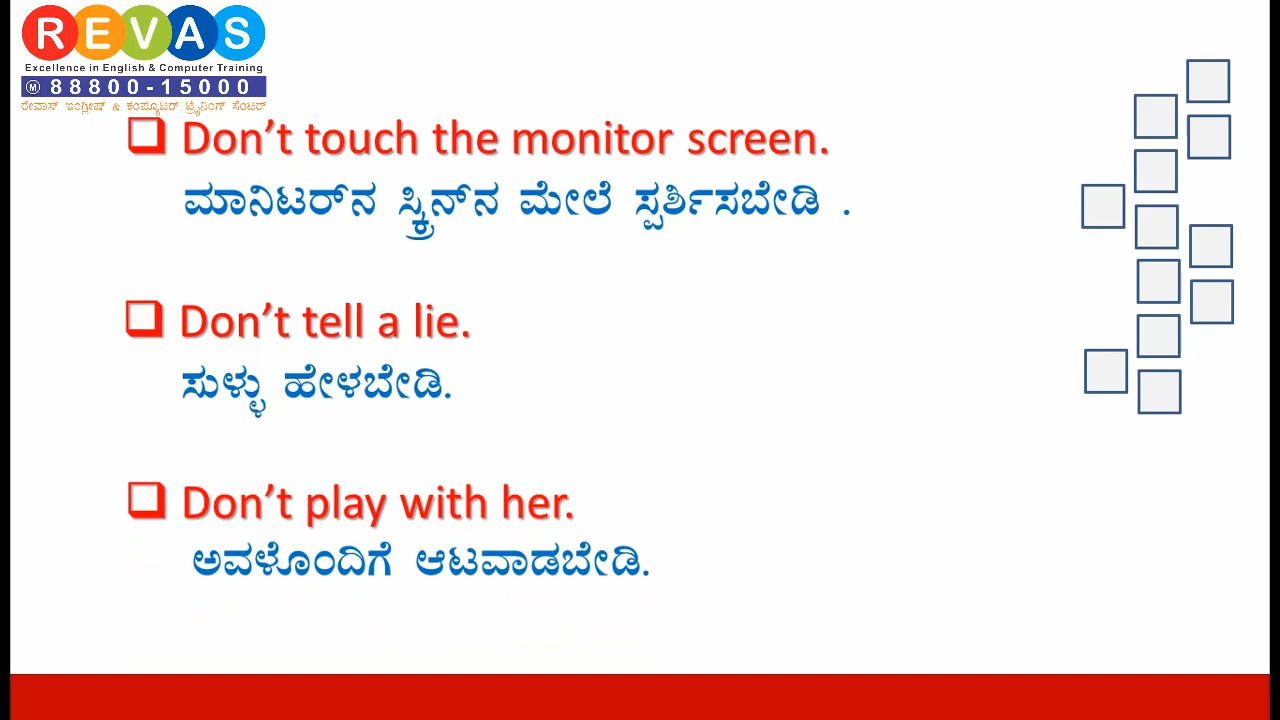 REVAS
Excellence in English & Computer Training
M 88800-15000
ರೇವಾಸ್ ಇಂಗ್ಲೀಷ್ & ಕಂಪ್ಯೂಟರ್ ಟ್ರೈನಿಂಗ್ ಸೆಂಟರ್
Don’t touch the monitor screen.
ಮಾನಿಟರ್‌ನ ಸ್ಕ್ರಿನ್‌ನ ಮೇಲೆ ಸ್ಪರ್ಶಿಸಬೇಡಿ .
Don’t tell a lie.
ಸುಳ್ಳು ಹೇಳಬೇಡಿ.
Don’t play with her.
ಅವಳೊಂದಿಗೆ ಆಟವಾಡಬೇಡಿ.